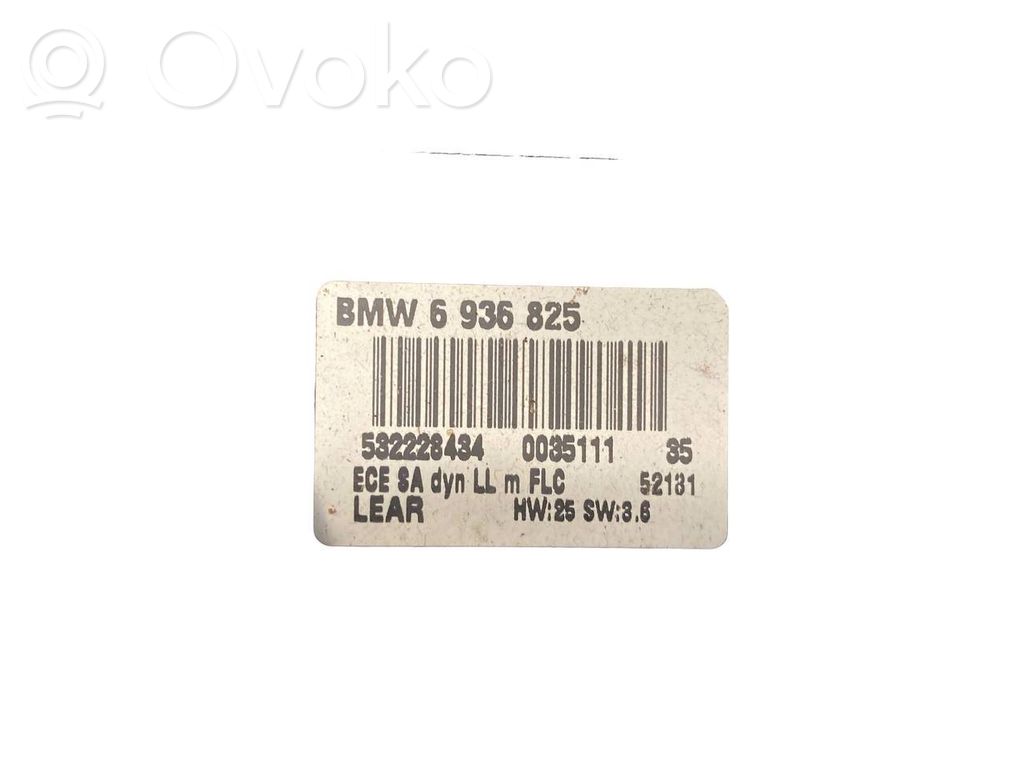 Ovoko
BMW 6 936 825
532228434 0035111 35
ECE SA dyn LL m FLC 52131
LEAR HW:25 SW:3.6